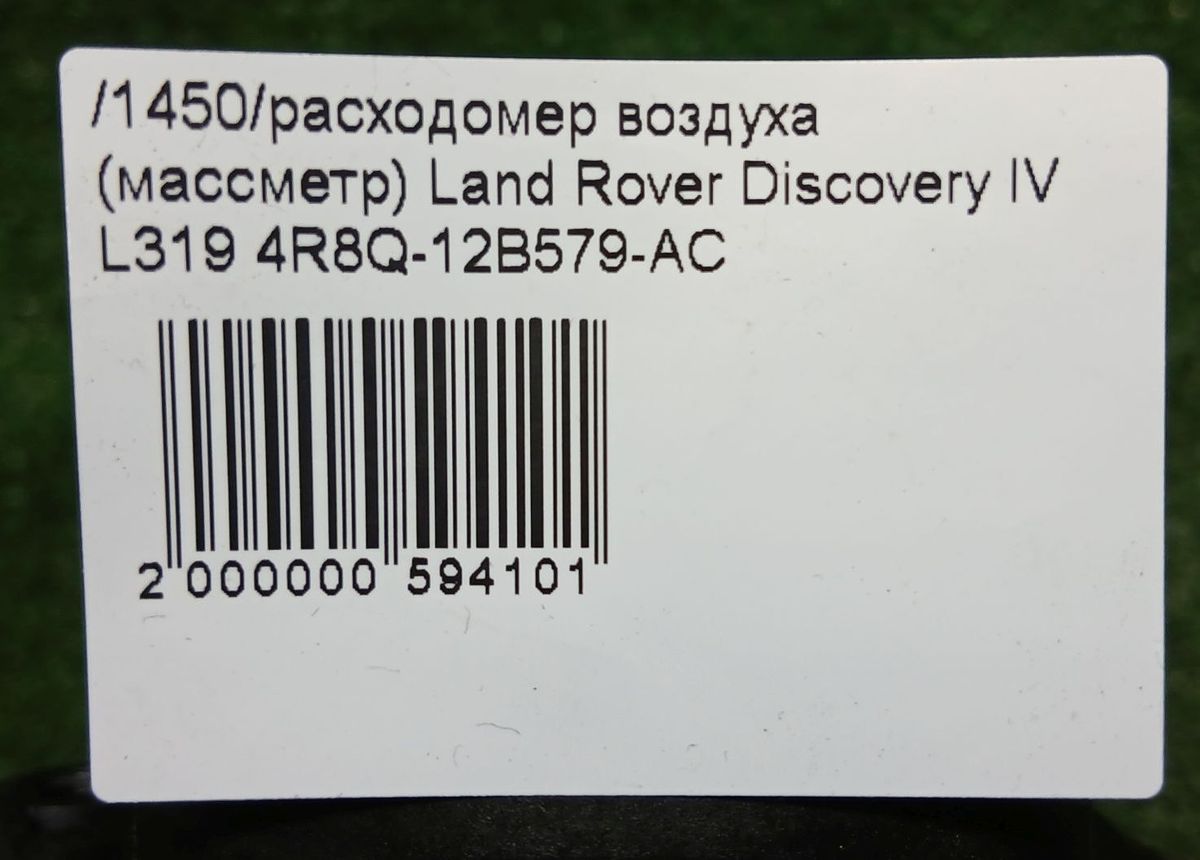 /1450/расходомер воздуха
(массметр) Land Rover Discovery IV
L319 4R8Q-12B579-AC
2 000000 594101